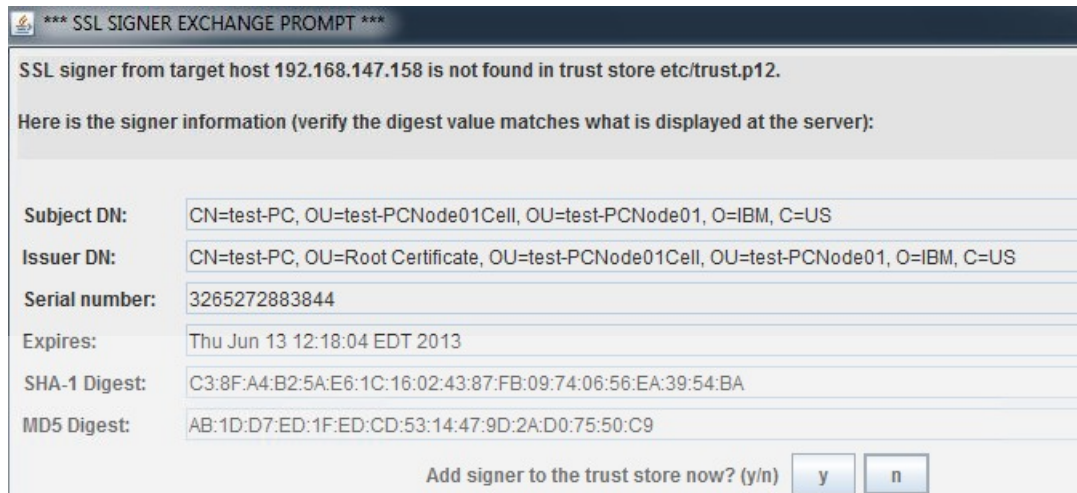 *** SSL SIGNER EXCHANGE PROMPT ***
SSL signer from target host 192.168.147.158 is not found in trust store etc/trust.p12.
Here is the signer information (verify the digest value matches what is displayed at the server):
Subject DN: CN=test-PC, OU=test-PCNode01Cell, OU=test-PCNode01, O=IBM, C=US
Issuer DN: CN=test-PC, OU=Root Certificate, OU=test-PCNode01Cell, OU=test-PCNode01, O=IBM, C=US
Serial number: 3265272883844
Expires: Thu Jun 13 12:18:04 EDT 2013
SHA-1 Digest: C3:8F:A4:B2:5A:E6:1C:16:02:43:87:FB:09:74:06:56:EA:39:54:BA
MD5 Digest: AB:1D:D7:ED:1F:ED:CD:53:14:47:9D:2A:D0:75:50:C9
Add signer to the trust store now? (y/n) y n